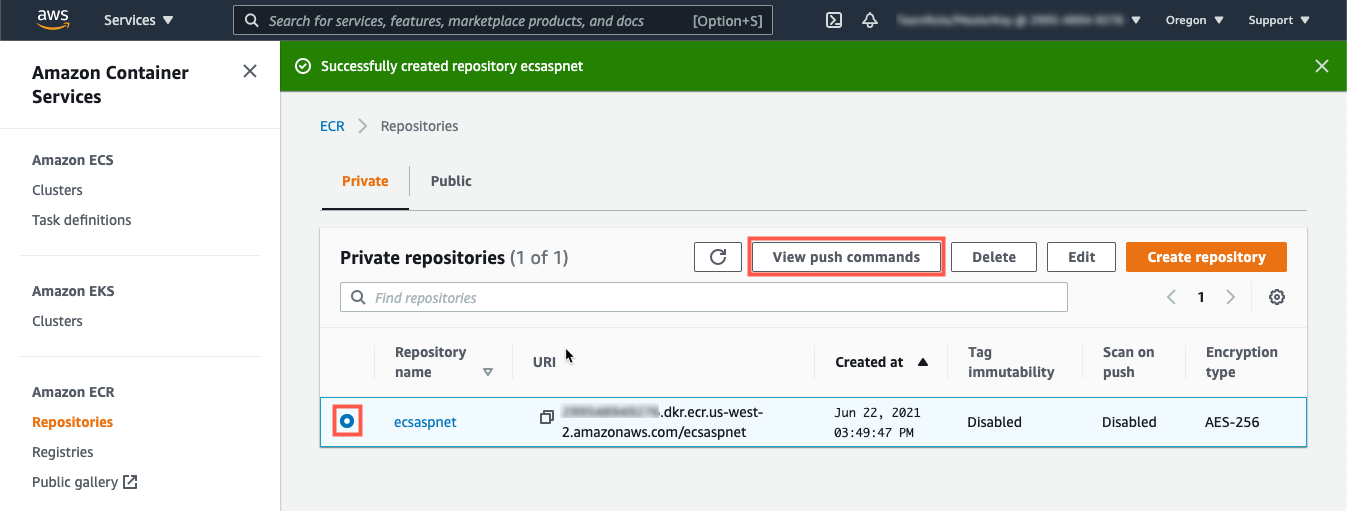 aws
Services ▼
Search for services, features, marketplace products, and docs
[Option+S]
Oregon ▼
Support ▼
Amazon Container
Services
Amazon ECS
Clusters
Task definitions
Amazon EKS
Clusters
Amazon ECR
Repositories
Registries
Public gallery
Successfully created repository ecsaspnet
ECR > Repositories
Private
Public
Private repositories (1 of 1)
View push commands
Delete
Edit
Create repository
Find repositories
1
Repository
name
URI
Created at
Tag
immutability
Scan on
push
Encryption
type
ecsaspnet
.dkr.ecr.us-west-
2.amazonaws.com/ecsaspnet
Jun 22, 2021
03:49:47 PM
Disabled
Disabled
AES-256